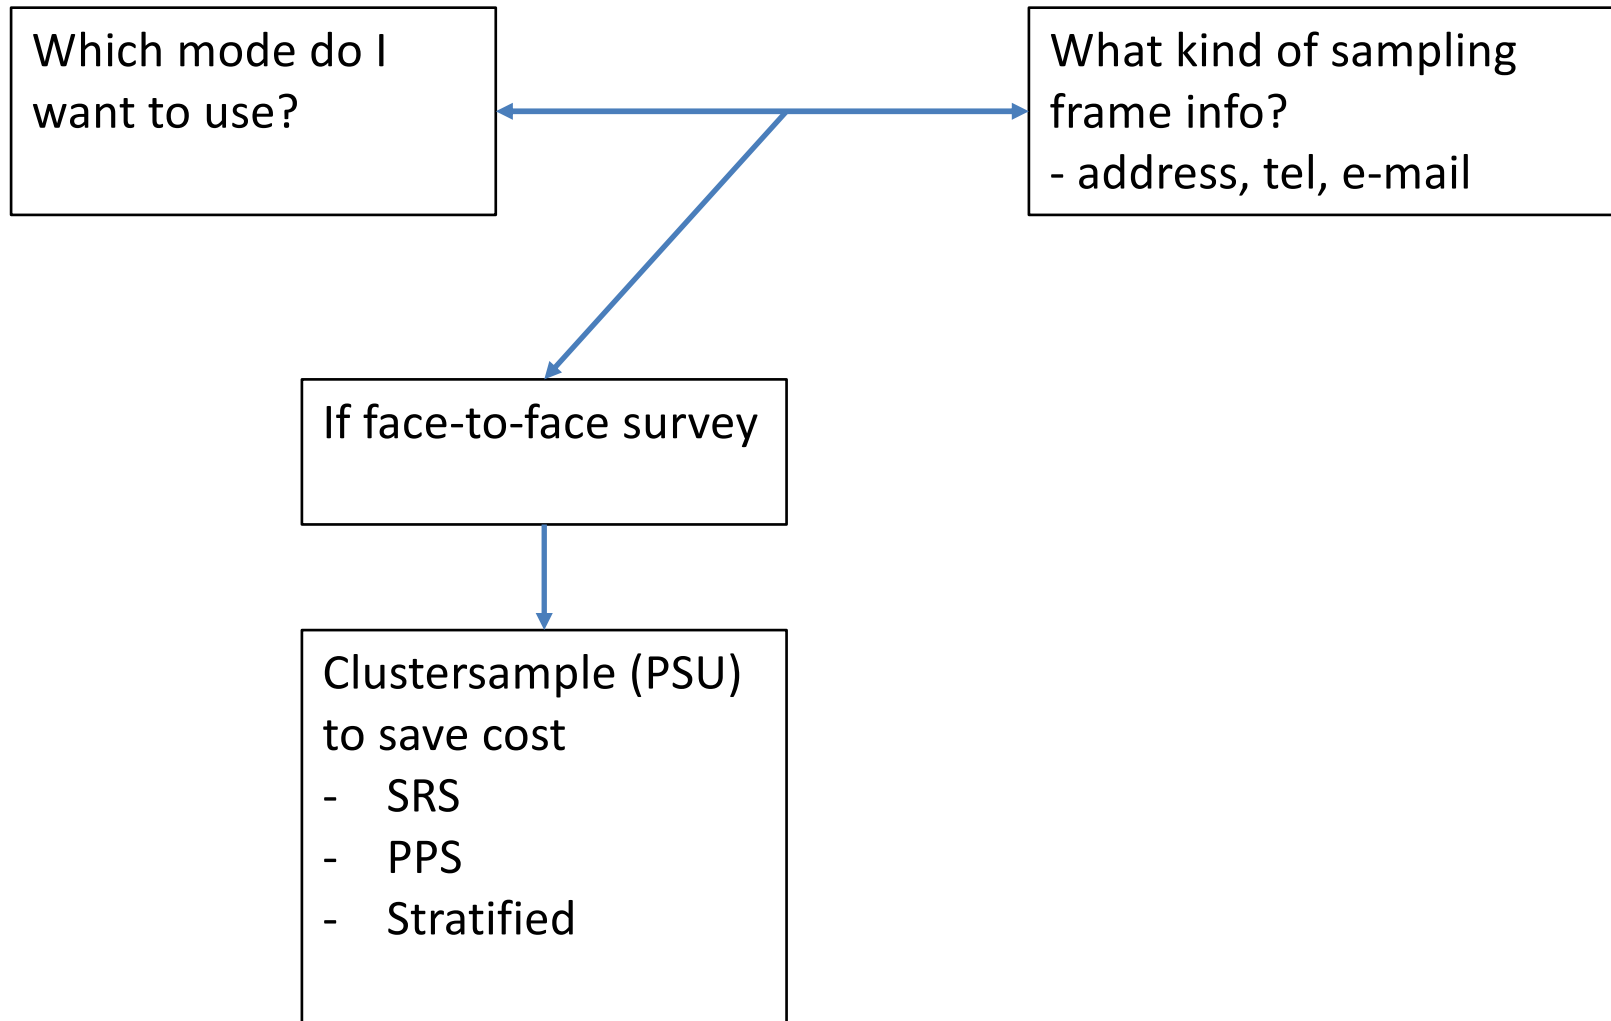 Which mode do I
want to use?
What kind of sampling
frame info?
- address, tel, e-mail
If face-to-face survey
Clustersample (PSU)
to save cost
- SRS
- PPS
- Stratified